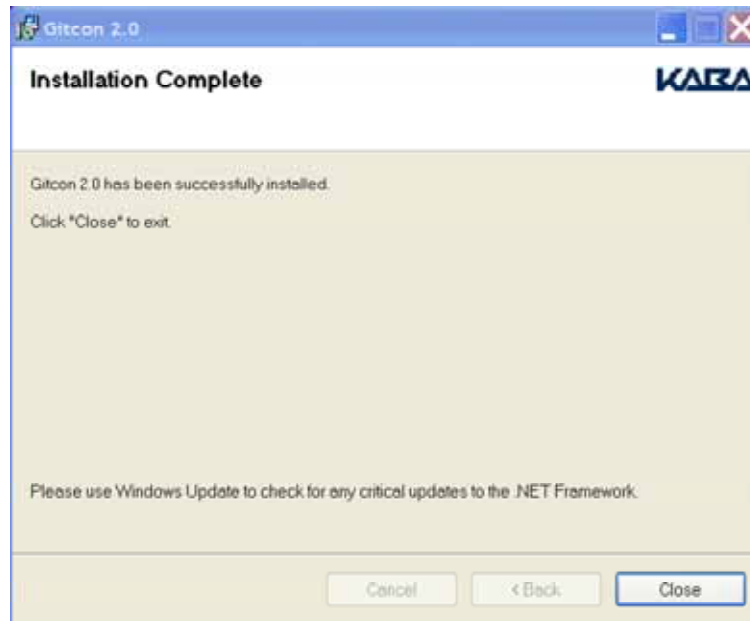 Gitcon 2.0
Installation Complete
KABA
Gitcon 2.0 has been successfully installed.
Click "Close" to exit.
Please use Windows Update to check for any critical updates to the .NET Framework.
Cancel
< Back
Close